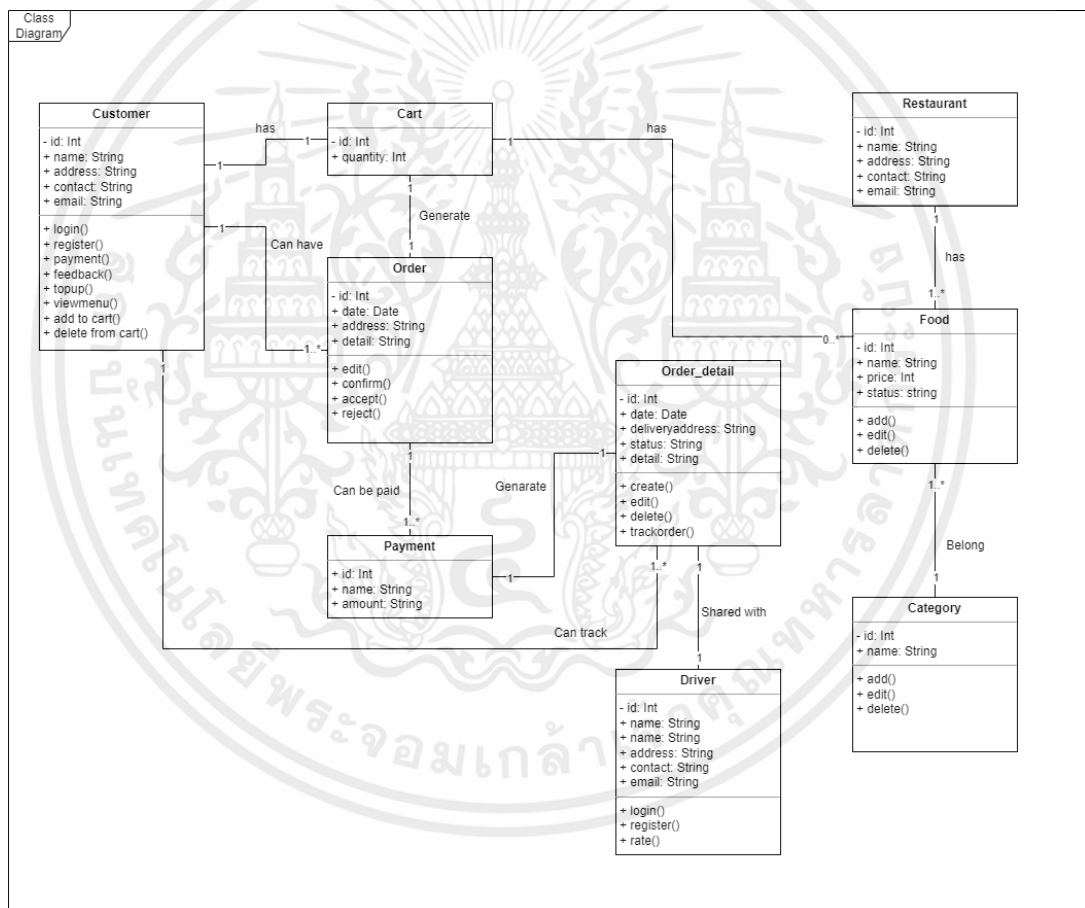 Class
Diagram
Customer
- id: Int
+ name: String
+ address: String
+ contact: String
+ email: String
+ login()
+ register()
+ payment()
+ feedback()
+ topup()
+ viewmenu()
+ add to cart()
+ delete from cart()
has
1
1
Cart
- id: Int
+ quantity: Int
1
has
0..*
1
Generate
1
1
Can have
1..*
Order
- id: Int
+ date: Date
+ address: String
+ detail: String
+ edit()
+ confirm()
+ accept()
+ reject()
1
Can be paid
1..*
Payment
+ id: Int
+ name: String
+ amount: String
1
Genarate
1
Order_detail
- id: Int
+ date: Date
+ deliveryaddress: String
+ status: String
+ detail: String
+ create()
+ edit()
+ delete()
+ trackorder()
1
Can track
1..*
1
Shared with
1
Driver
- id: Int
+ name: String
+ name: String
+ address: String
+ contact: String
+ email: String
+ login()
+ register()
+ rate()
Restaurant
- id: Int
+ name: String
+ address: String
+ contact: String
+ email: String
1
has
1..*
Food
- id: Int
+ name: String
+ price: Int
+ status: string
+ add()
+ edit()
+ delete()
1..*
Belong
1
Category
- id: Int
+ name: String
+ add()
+ edit()
+ delete()